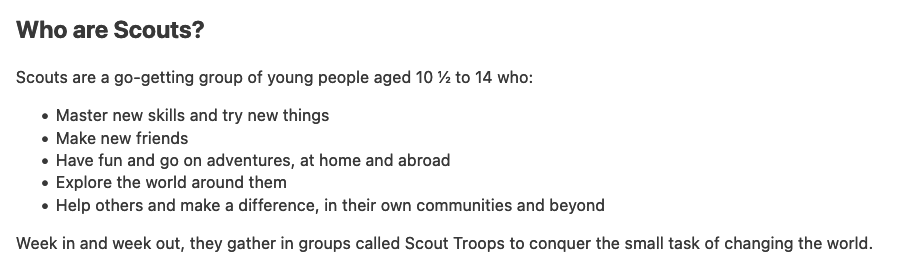 Who are Scouts?
Scouts are a go-getting group of young people aged 10 ½ to 14 who:
• Master new skills and try new things
• Make new friends
• Have fun and go on adventures, at home and abroad
• Explore the world around them
• Help others and make a difference, in their own communities and beyond
Week in and week out, they gather in groups called Scout Troops to conquer the small task of changing the world.